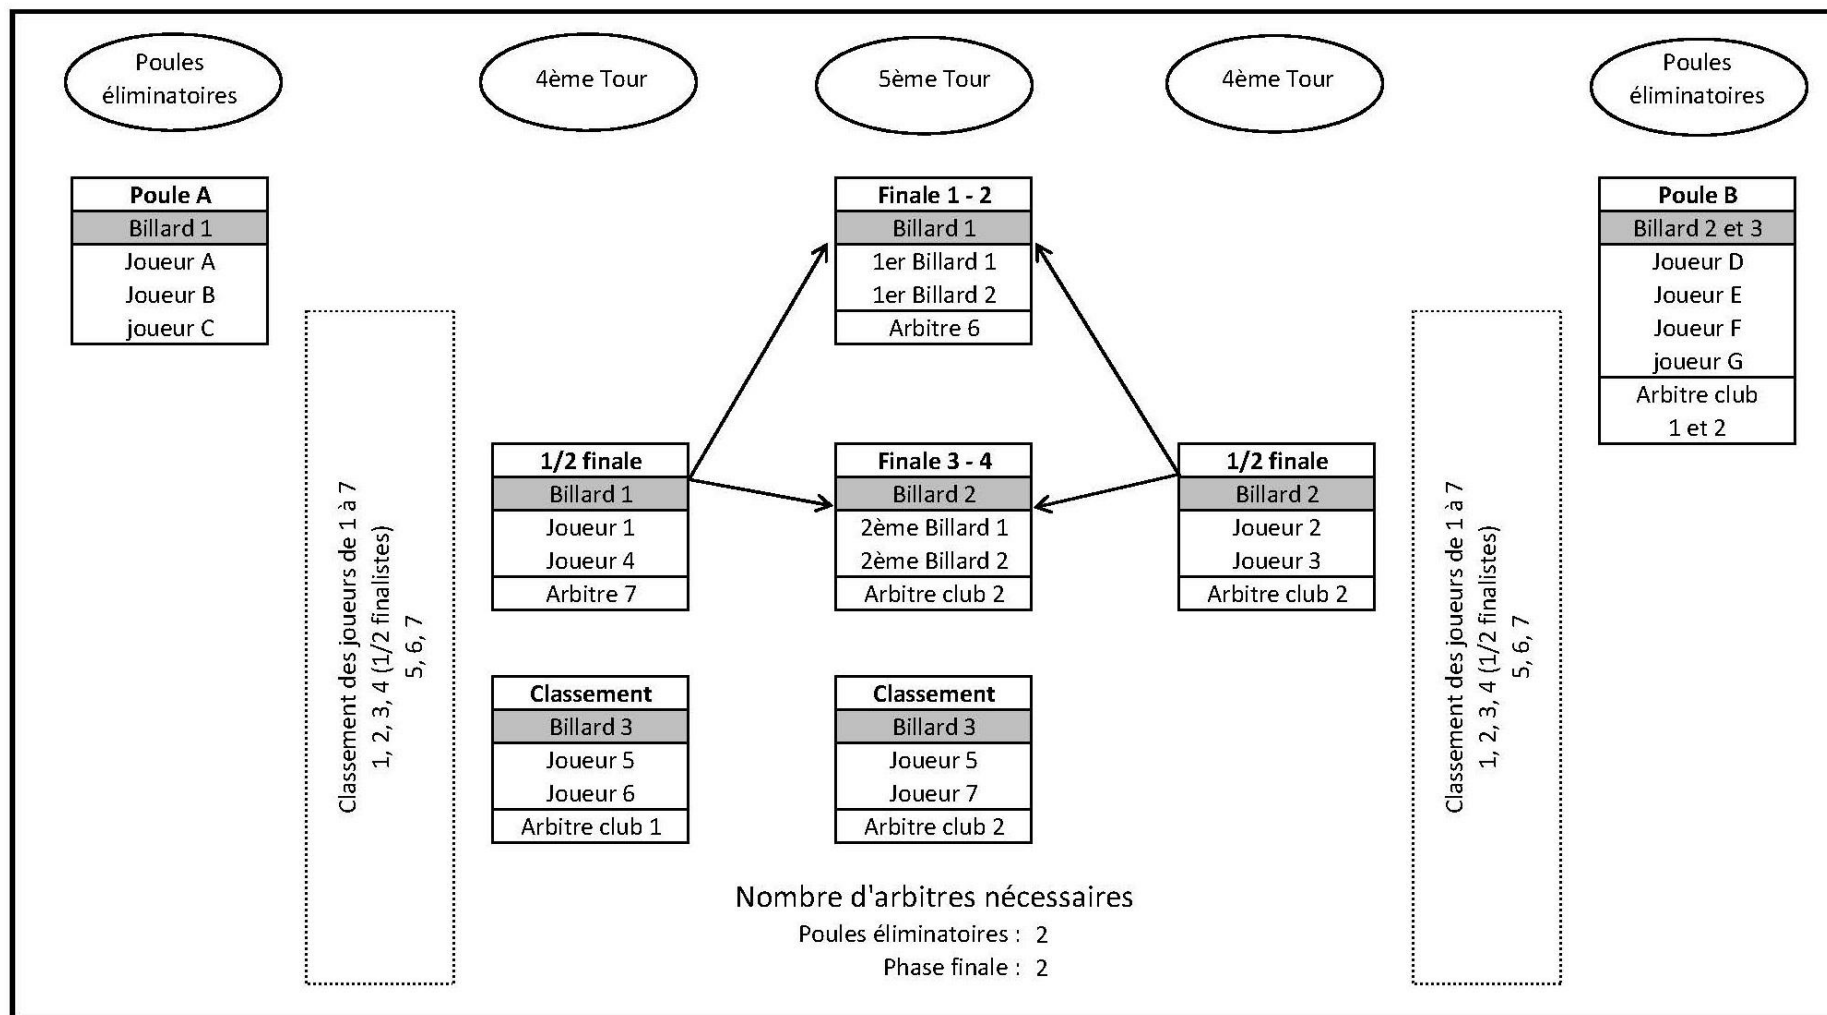 Poules
éliminatoires
4ème Tour
5ème Tour
4ème Tour
Poules
éliminatoires
Poule A
Billard 1
Joueur A
Joueur B
joueur C
Finale 1 - 2
Billard 1
1er Billard 1
1er Billard 2
Arbitre 6
Poule B
Billard 2 et 3
Joueur D
Joueur E
Joueur F
joueur G
Arbitre club
1 et 2
Classement des joueurs de 1 à 7
1, 2, 3, 4 (1/2 finalistes)
5, 6, 7
1/2 finale
Billard 1
Joueur 1
Joueur 4
Arbitre 7
Finale 3 - 4
Billard 2
2ème Billard 1
2ème Billard 2
Arbitre club 2
1/2 finale
Billard 2
Joueur 2
Joueur 3
Arbitre club 2
Classement des joueurs de 1 à 7
1, 2, 3, 4 (1/2 finalistes)
5, 6, 7
Classement
Billard 3
Joueur 5
Joueur 6
Arbitre club 1
Classement
Billard 3
Joueur 5
Joueur 7
Arbitre club 2
Nombre d'arbitres nécessaires
Poules éliminatoires : 2
Phase finale : 2